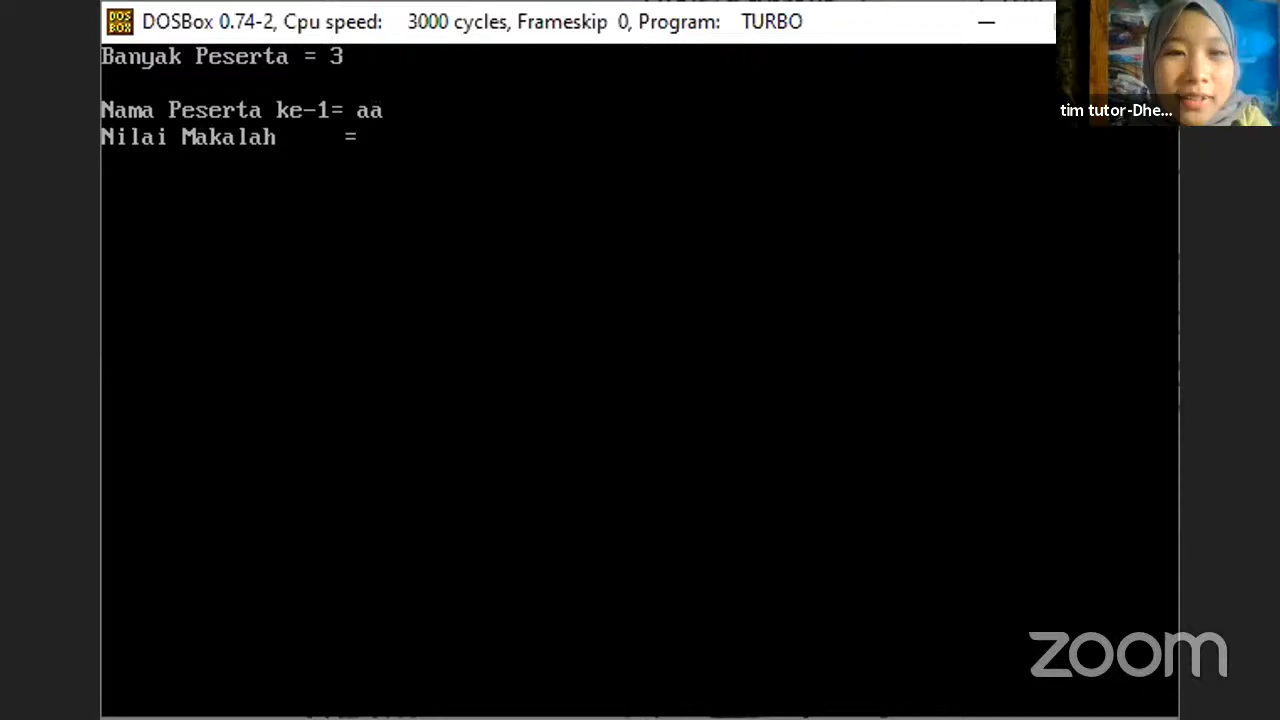 DOSBox 0.74-2, Cpu speed: 3000 cycles, Frameskip 0, Program: TURBO
Banyak Peserta = 3
Nama Peserta ke-1= aa
Nilai Makalah =
tim tutor-Dhe...
zoom